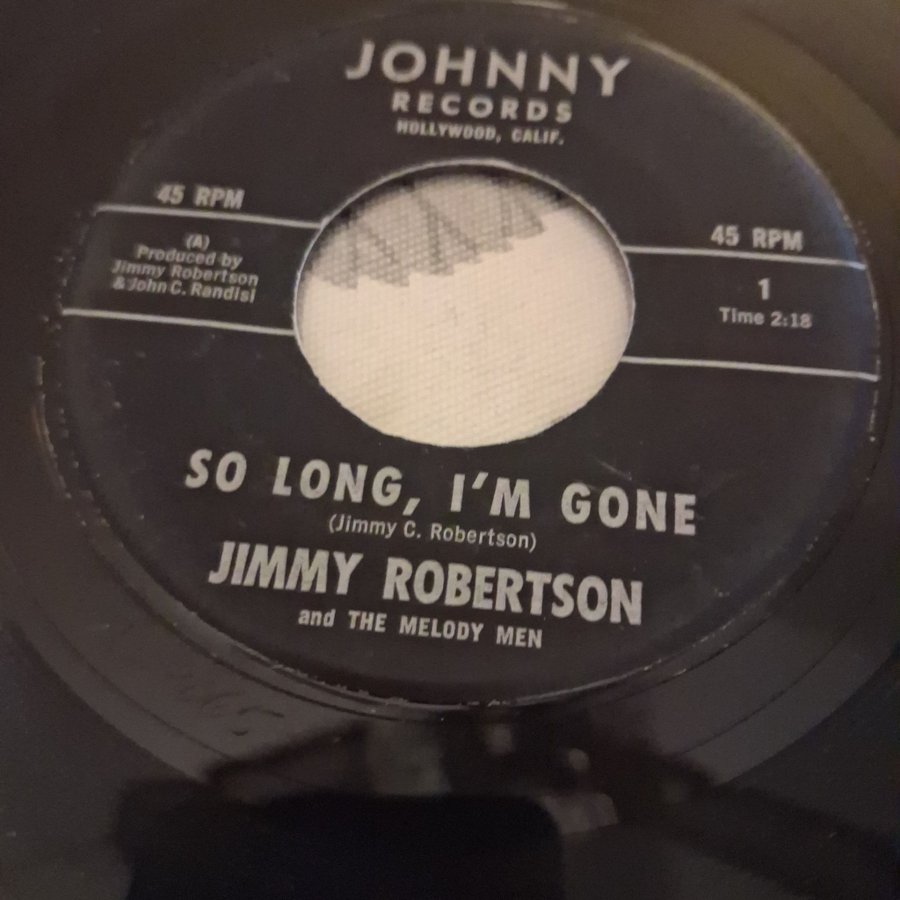 JOHNNY
RECORDS
HOLLYWOOD, CALIF.
45 RPM
(A)
Produced by
Jimmy Robertson
& John C. Randisi
45 RPM
1
Time 2:18
SO LONG, I'M GONE
(Jimmy C. Robertson)
JIMMY ROBERTSON
and THE MELODY MEN